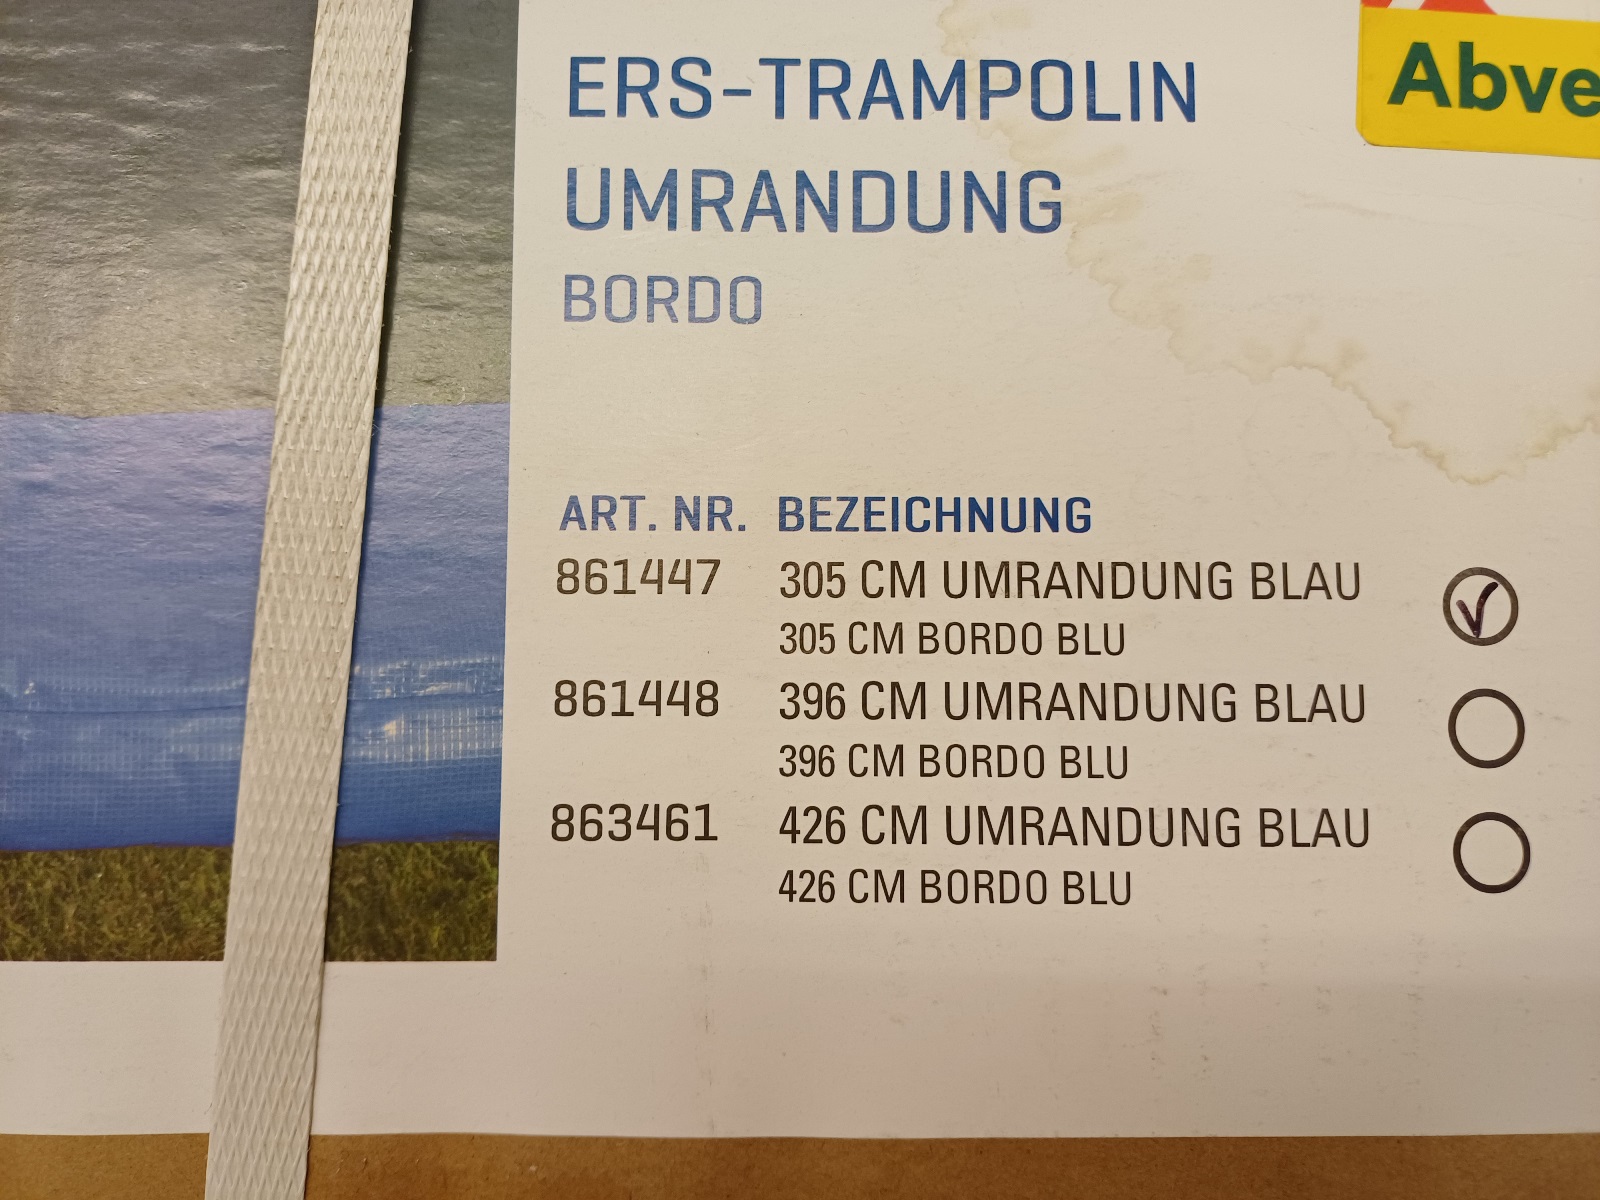 ERS-TRAMPOLIN
UMRANDUNG
BORDO
ART. NR. BEZEICHNUNG
861447 305 CM UMRANDUNG BLAU
305 CM BORDO BLU
861448 396 CM UMRANDUNG BLAU
396 CM BORDO BLU
863461 426 CM UMRANDUNG BLAU
426 CM BORDO BLU